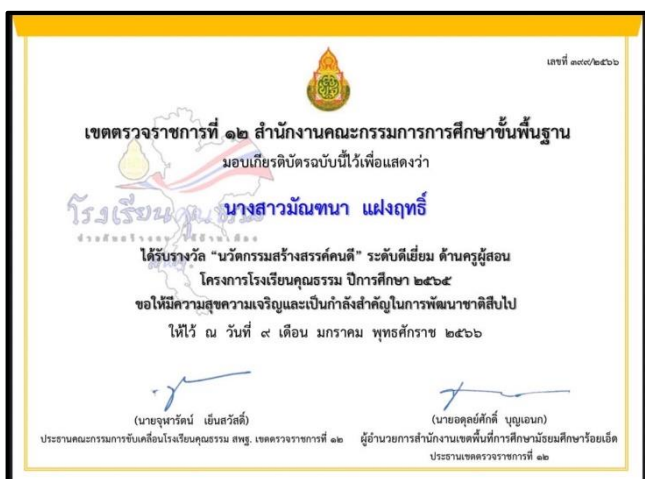 เลขที่ ๓๙๙/๒๕๖๖
เขตตรวจราชการที่ ๑๒ สำนักงานคณะกรรมการการศึกษาขั้นพื้นฐาน
มอบเกียรติบัตรฉบับนี้ไว้เพื่อแสดงว่า
โรงเรียนคุณธรรม
นางสาวมัณฑนา แฝงฤทธิ์
ได้รับรางวัล “นวัตกรรมสร้างสรรค์คนดี” ระดับดีเยี่ยม ด้านครูผู้สอน
โครงการโรงเรียนคุณธรรม ปีการศึกษา ๒๕๖๕
ขอให้มีความสุขความเจริญและเป็นกำลังสำคัญในการพัฒนาชาติสืบไป
ให้ไว้ ณ วันที่ ๙ เดือน มกราคม พุทธศักราช ๒๕๖๖
(นายจุฬารัตน์ เย็นสวัสดิ์)
ประธานคณะกรรมการขับเคลื่อนโรงเรียนคุณธรรม สพฐ. เขตตรวจราชการที่ ๑๒
(นายอดุลย์ศักดิ์ บุญเอนก)
ผู้อำนวยการสำนักงานเขตพื้นที่การศึกษามัธยมศึกษาร้อยเอ็ด
ประธานเขตตรวจราชการที่ ๑๒